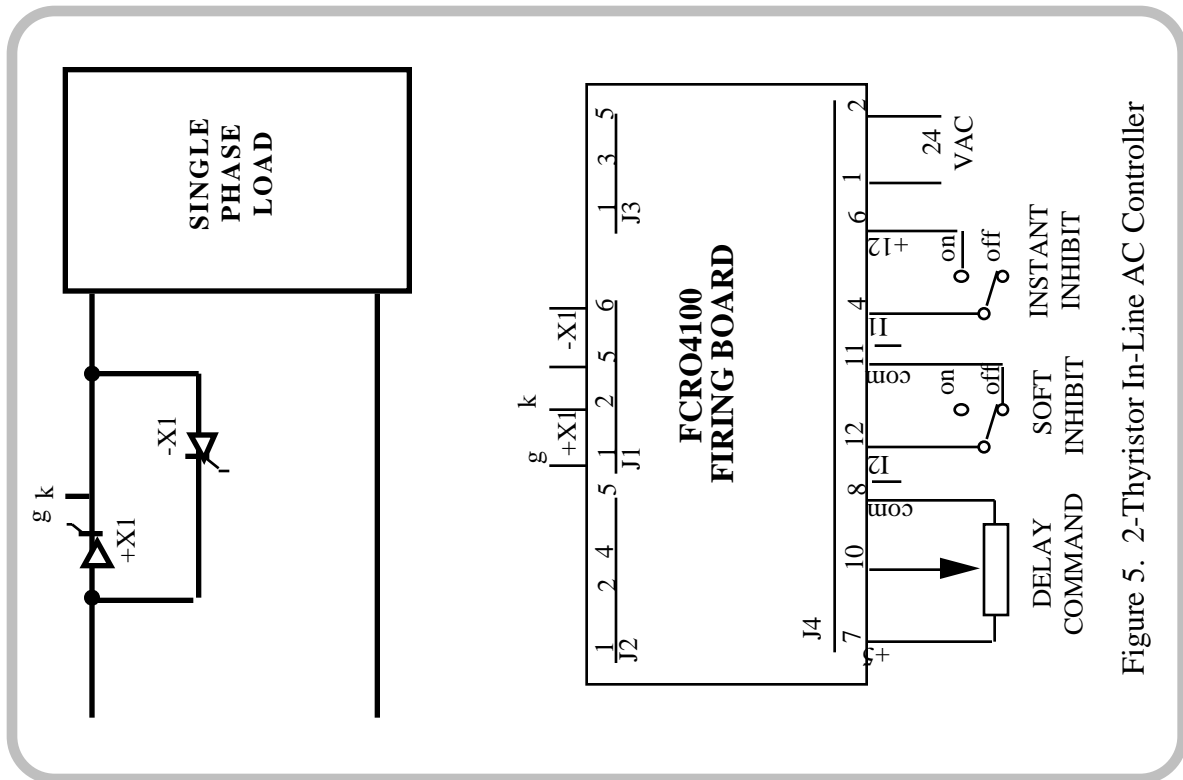 SINGLE
PHASE
LOAD
g k
+X1
-X1
g k
+X1 -X1
1 2 4 5 1 2 5 6 1 3 5
J2 J1 J3
FCRO4100
FIRING BOARD
J4
7 10 8 12 11 4 6 1 2
+5 com I2 com I1 +12
on on
off off
24
VAC
DELAY
COMMAND
SOFT
INHIBIT
INSTANT
INHIBIT
Figure 5. 2-Thyristor In-Line AC Controller